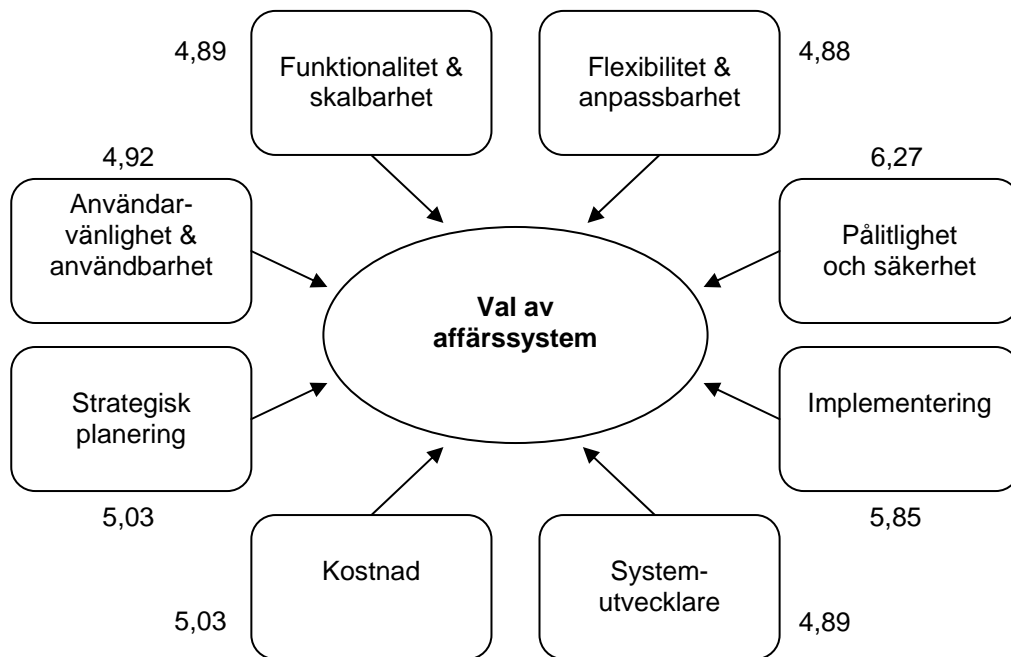 4,89
Funktionalitet &
skalbarhet
Flexibilitet &
anpassbarhet
4,88
4,92
Användar-
vänlighet &
användbarhet
6,27
Pålitlighet
och säkerhet
Val av
affärssystem
Strategisk
planering
5,03
Implementering
5,85
Kostnad
5,03
System-
utvecklare
4,89